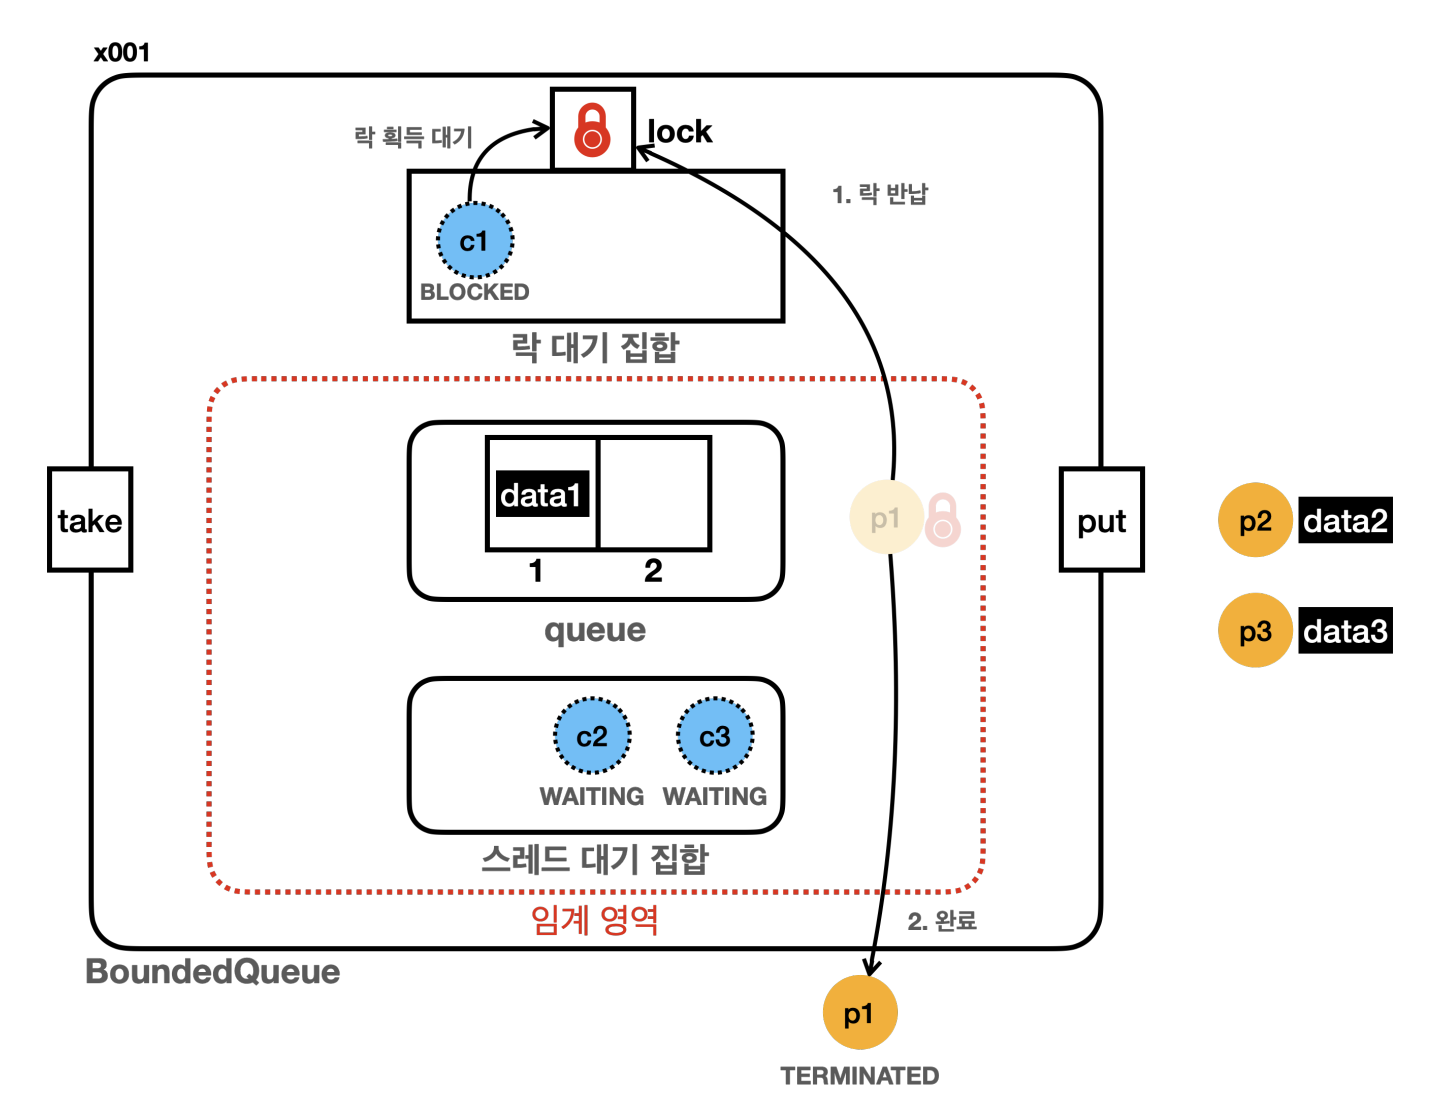 x001
락 획득 대기
lock
1. 락 반납
c1
BLOCKED
락 대기 집합
take
data1
1 2
queue
p1
put
p2 data2
p3 data3
c2 c3
WAITING WAITING
스레드 대기 집합
임계 영역
2. 완료
BoundedQueue
p1
TERMINATED